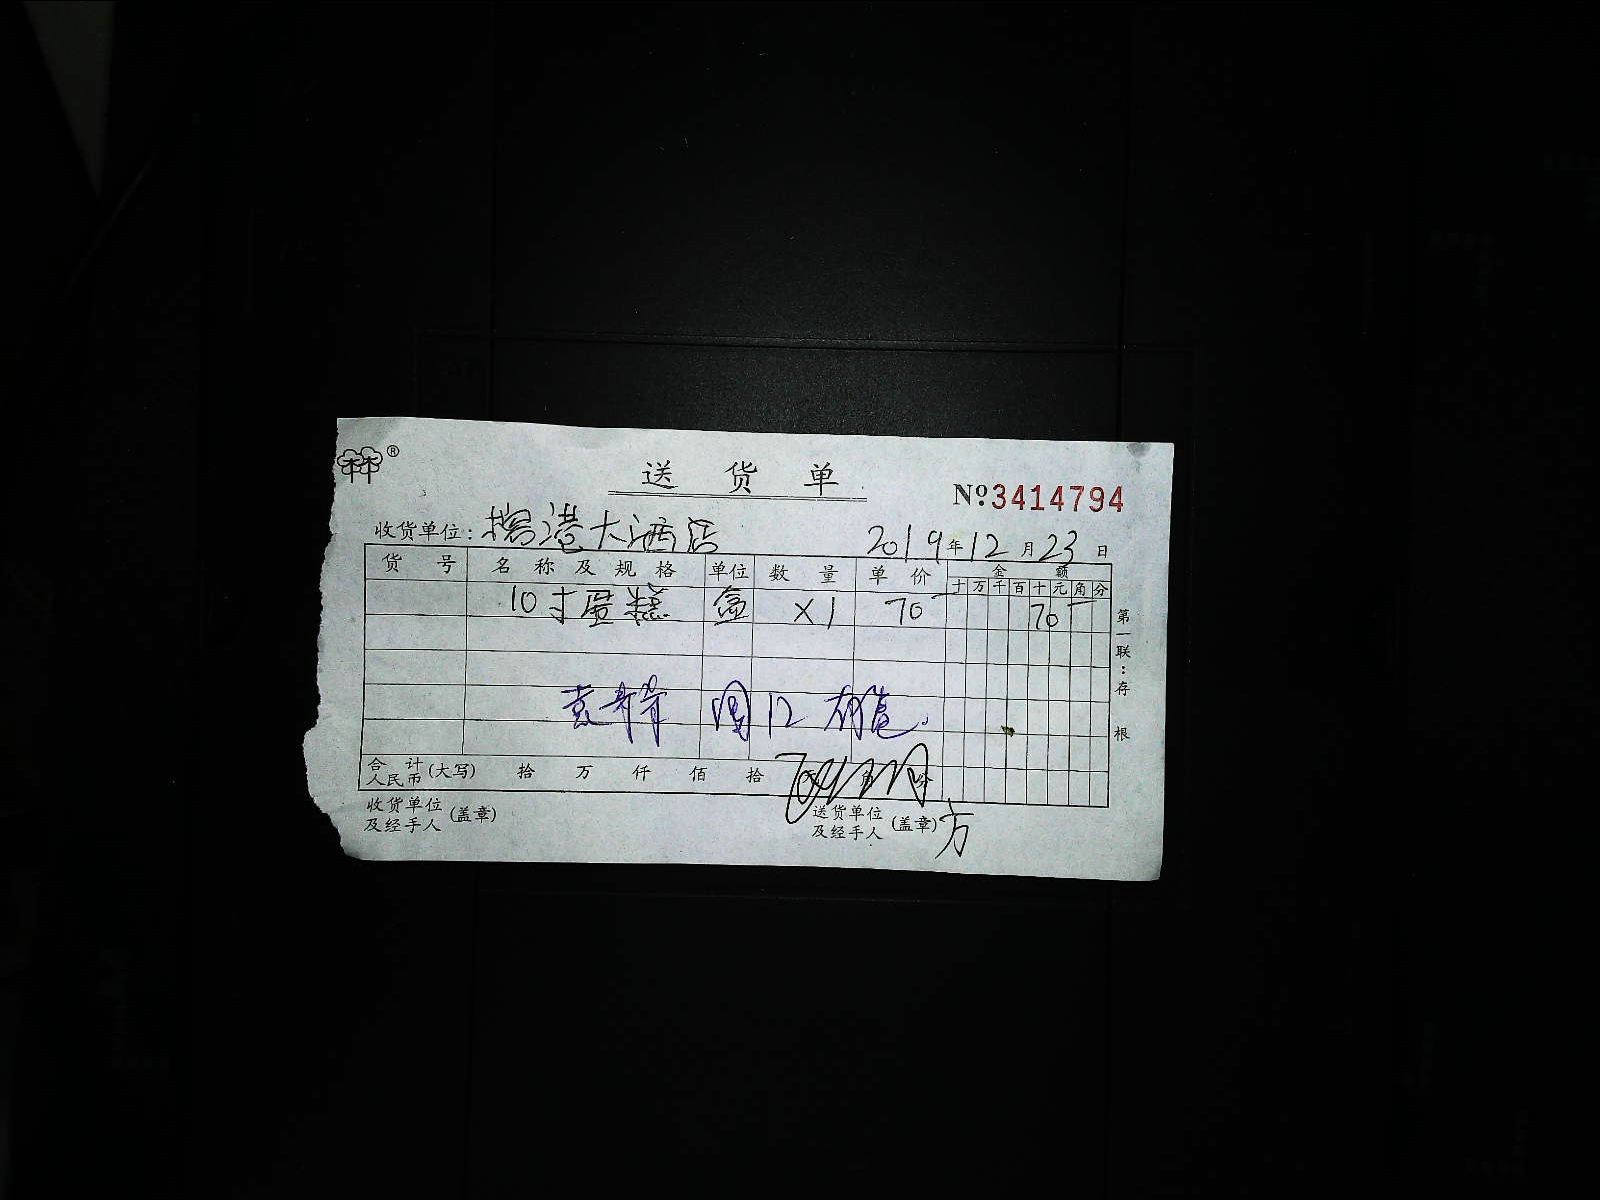 林 ®
送 货 单
№3414794
收货单位: 港大酒店
2019年12月23日
货 号 名 称 及 规 格 单位 数 量 单 价 金 额
十 万 千 百 十 元 角 分
10寸蛋糕 盒 ×1 70 70
第一联:存 根
合 计
人民币(大写) 拾 万 仟 佰 拾 角
收货单位
及经手人 (盖章)
送货单位
及经手人 (盖章) 方